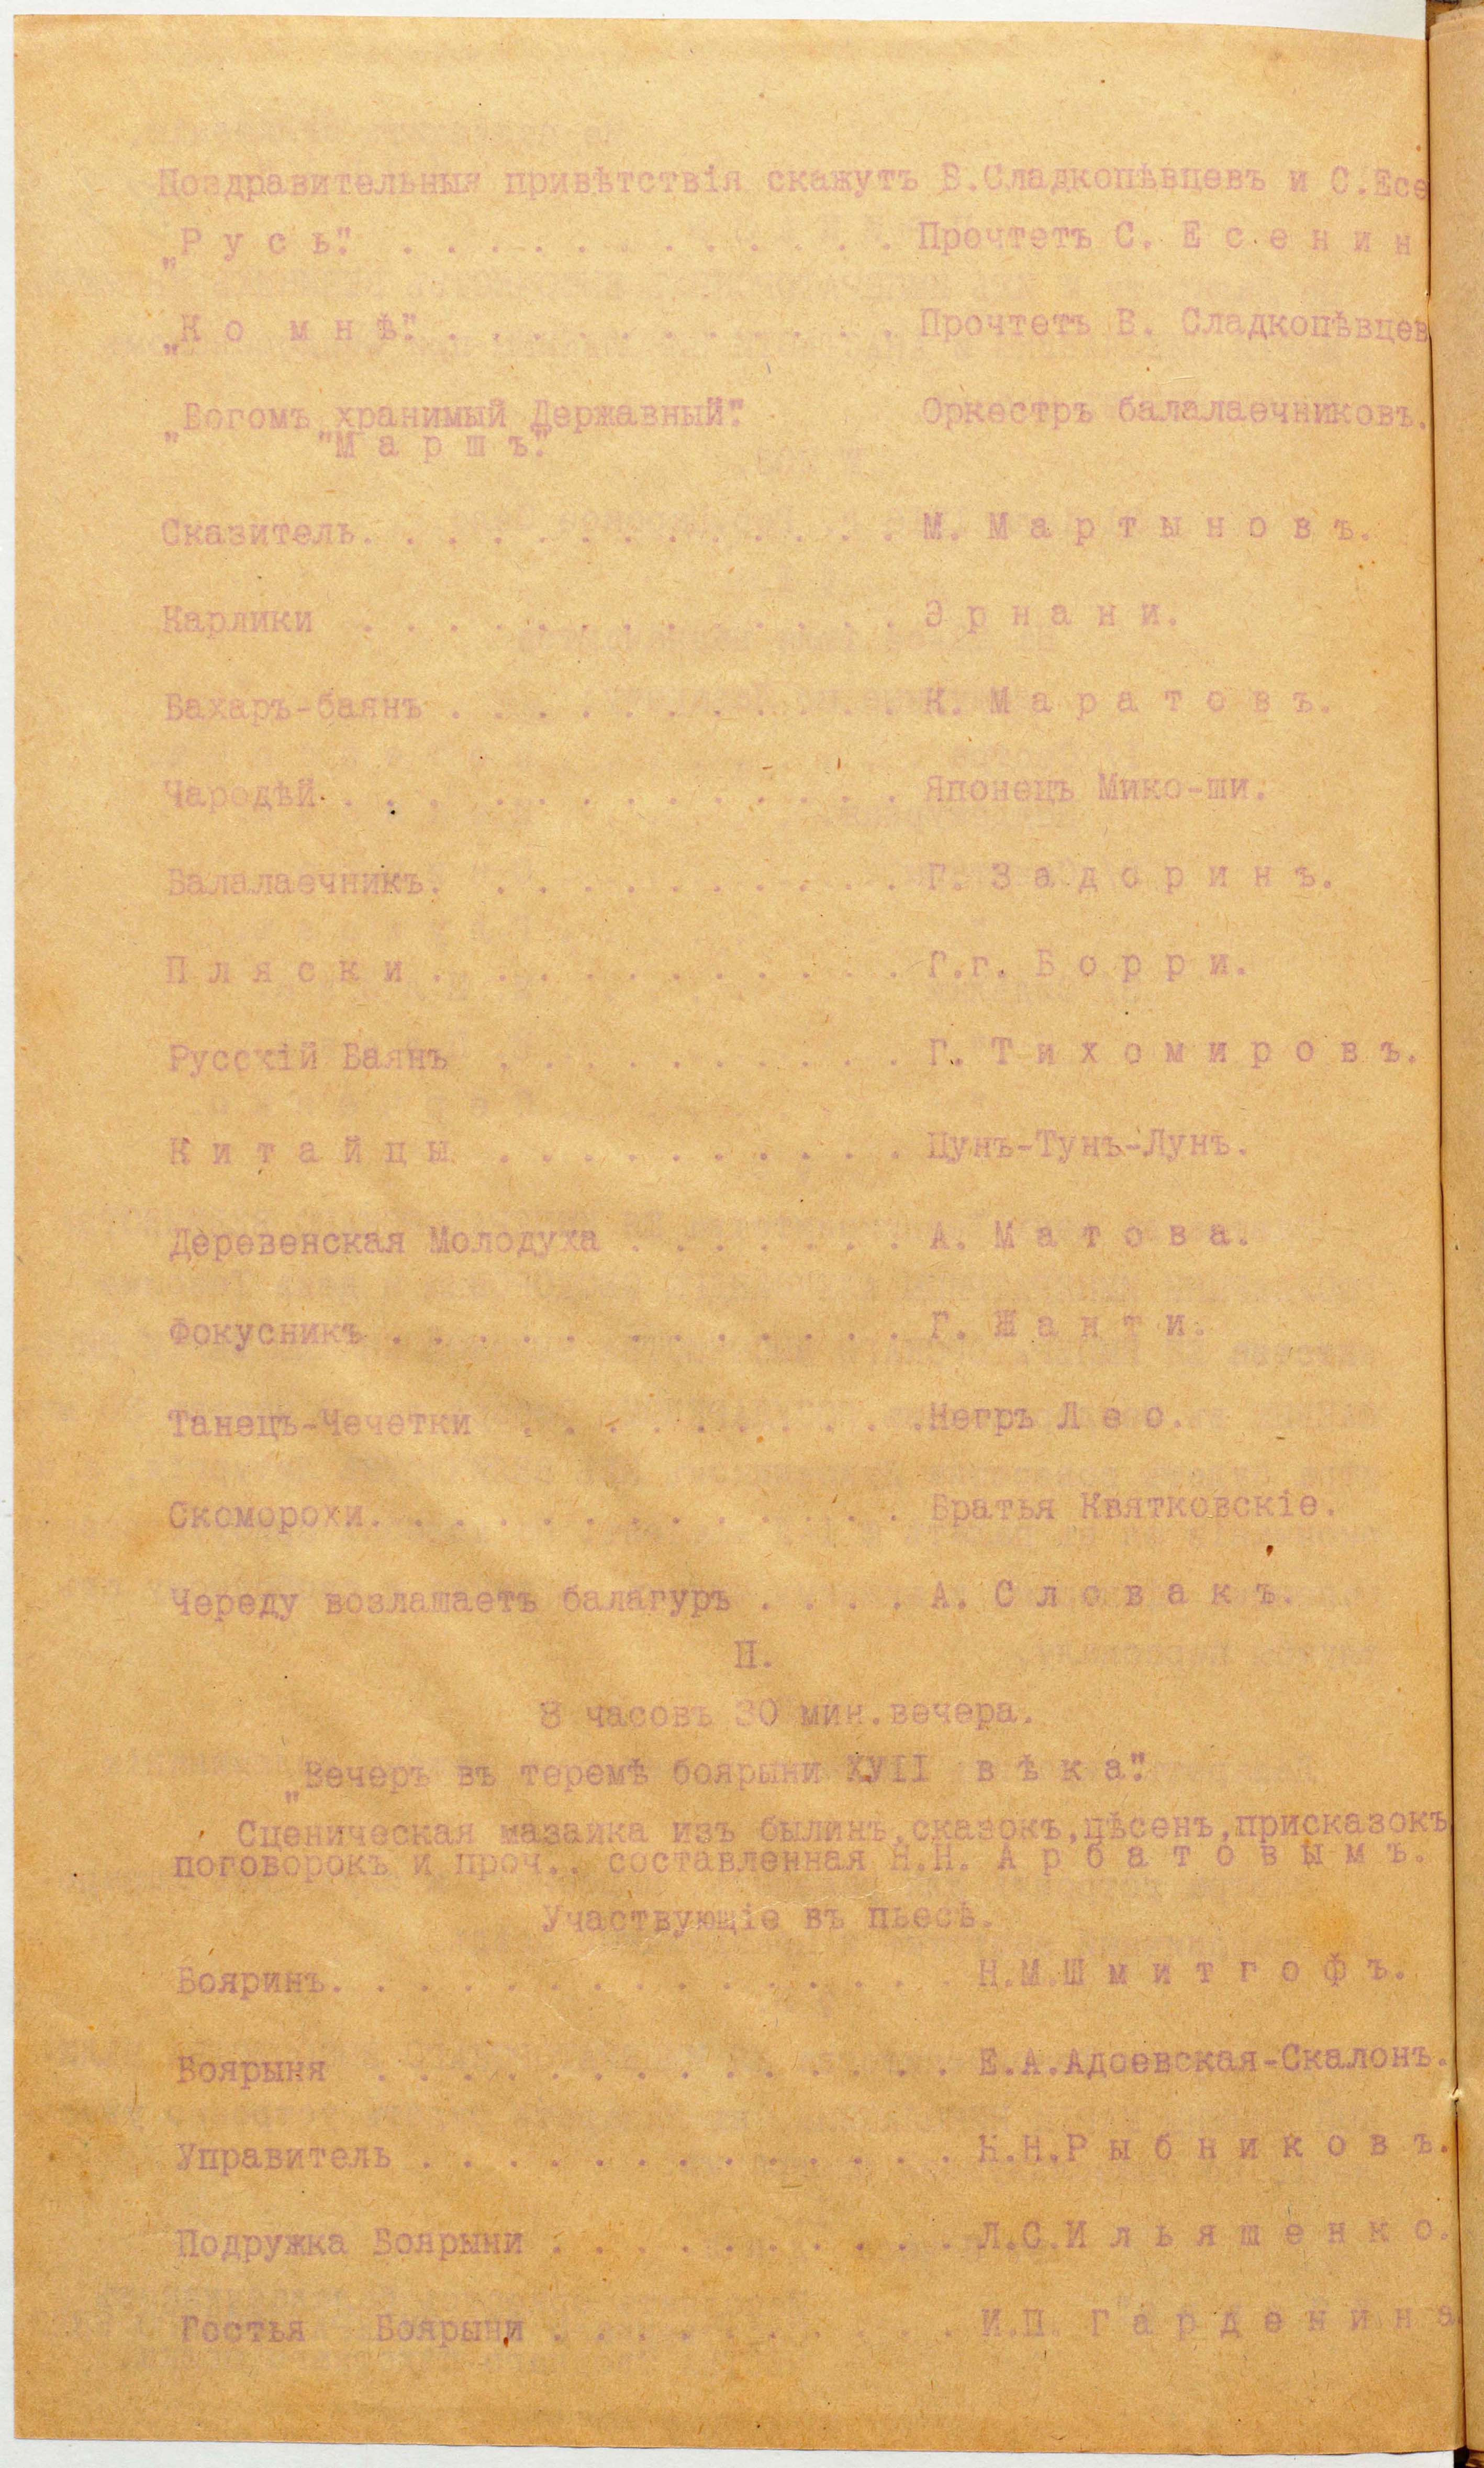 Поздравительныя привѣтствія скажутъ В.Сладкопѣвцевъ и С.Есе
„Р у с ь". . . . . . . . . . . . . Прочтетъ С. Е с е н и н
„К о м н ѣ". . . . . . . . . . . . Прочтетъ В. Сладкопѣвцев
„Богомъ хранимый Державный". Оркестръ балалаечниковъ.
" "М а р ш ъ".
Сказитель. . . . . . . . . . . . . М. М а р т ы н о в ъ.
Карлики . . . . . . . . . . . . . Э р н а н и.
Бахаръ-баянъ . . . . . . . . . . . К. М а р а т о в ъ.
Чародѣй. . . . . . . . . . . . . . Японецъ Мико-ши.
Балалаечникъ. . . . . . . . . . . Г. З а д о р и н ъ.
П л я с к и . . . . . . . . . . . Г.г. Б о р р и.
Русскій Баянъ . . . . . . . . . . Г. Т и х о м и р о в ъ.
К и т а й ц ы . . . . . . . . . . Цунъ-Тунъ-Лунъ.
Деревенская Молодуха . . . . . . . А. М а т о в а.
Фокусникъ . . . . . . . . . . . . Г. Ж а н т и.
Танецъ-Чечетки . . . . . . . . . .Негръ Л е о.
Скоморохи. . . . . . . . . . . . . Братья Квятковскіе.
Череду возлашаетъ балагуръ . . . . А. С л о в а к ъ.
II.
8 часовъ 30 мин.вечера.
„Вечеръ въ теремѣ боярыни ХУII в ѣ к а".
Сценическая мазайка изъ былинъ,сказокъ,пѣсенъ,присказокъ
поговорокъ и проч.. составленная Н.Н. А р б а т о в ы м ъ.
Участвующіе въ пьесѣ.
Бояринъ. . . . . . . . . . . . . . . Н.М.Ш м и т г о ф ъ.
Боярыня . . . . . . . . . . . . . . Е.А.Адоевская-Скалонъ.
Управитель . . . . . . . . . . . . . К.Н.Р ы б н и к о в ъ.
Подружка Боярыни . . . . . . . . . . Л.С.И л ь я ш е н к о.
Гостья Боярыни . . . . . . . . . . И.П. Г а р д е н и н а